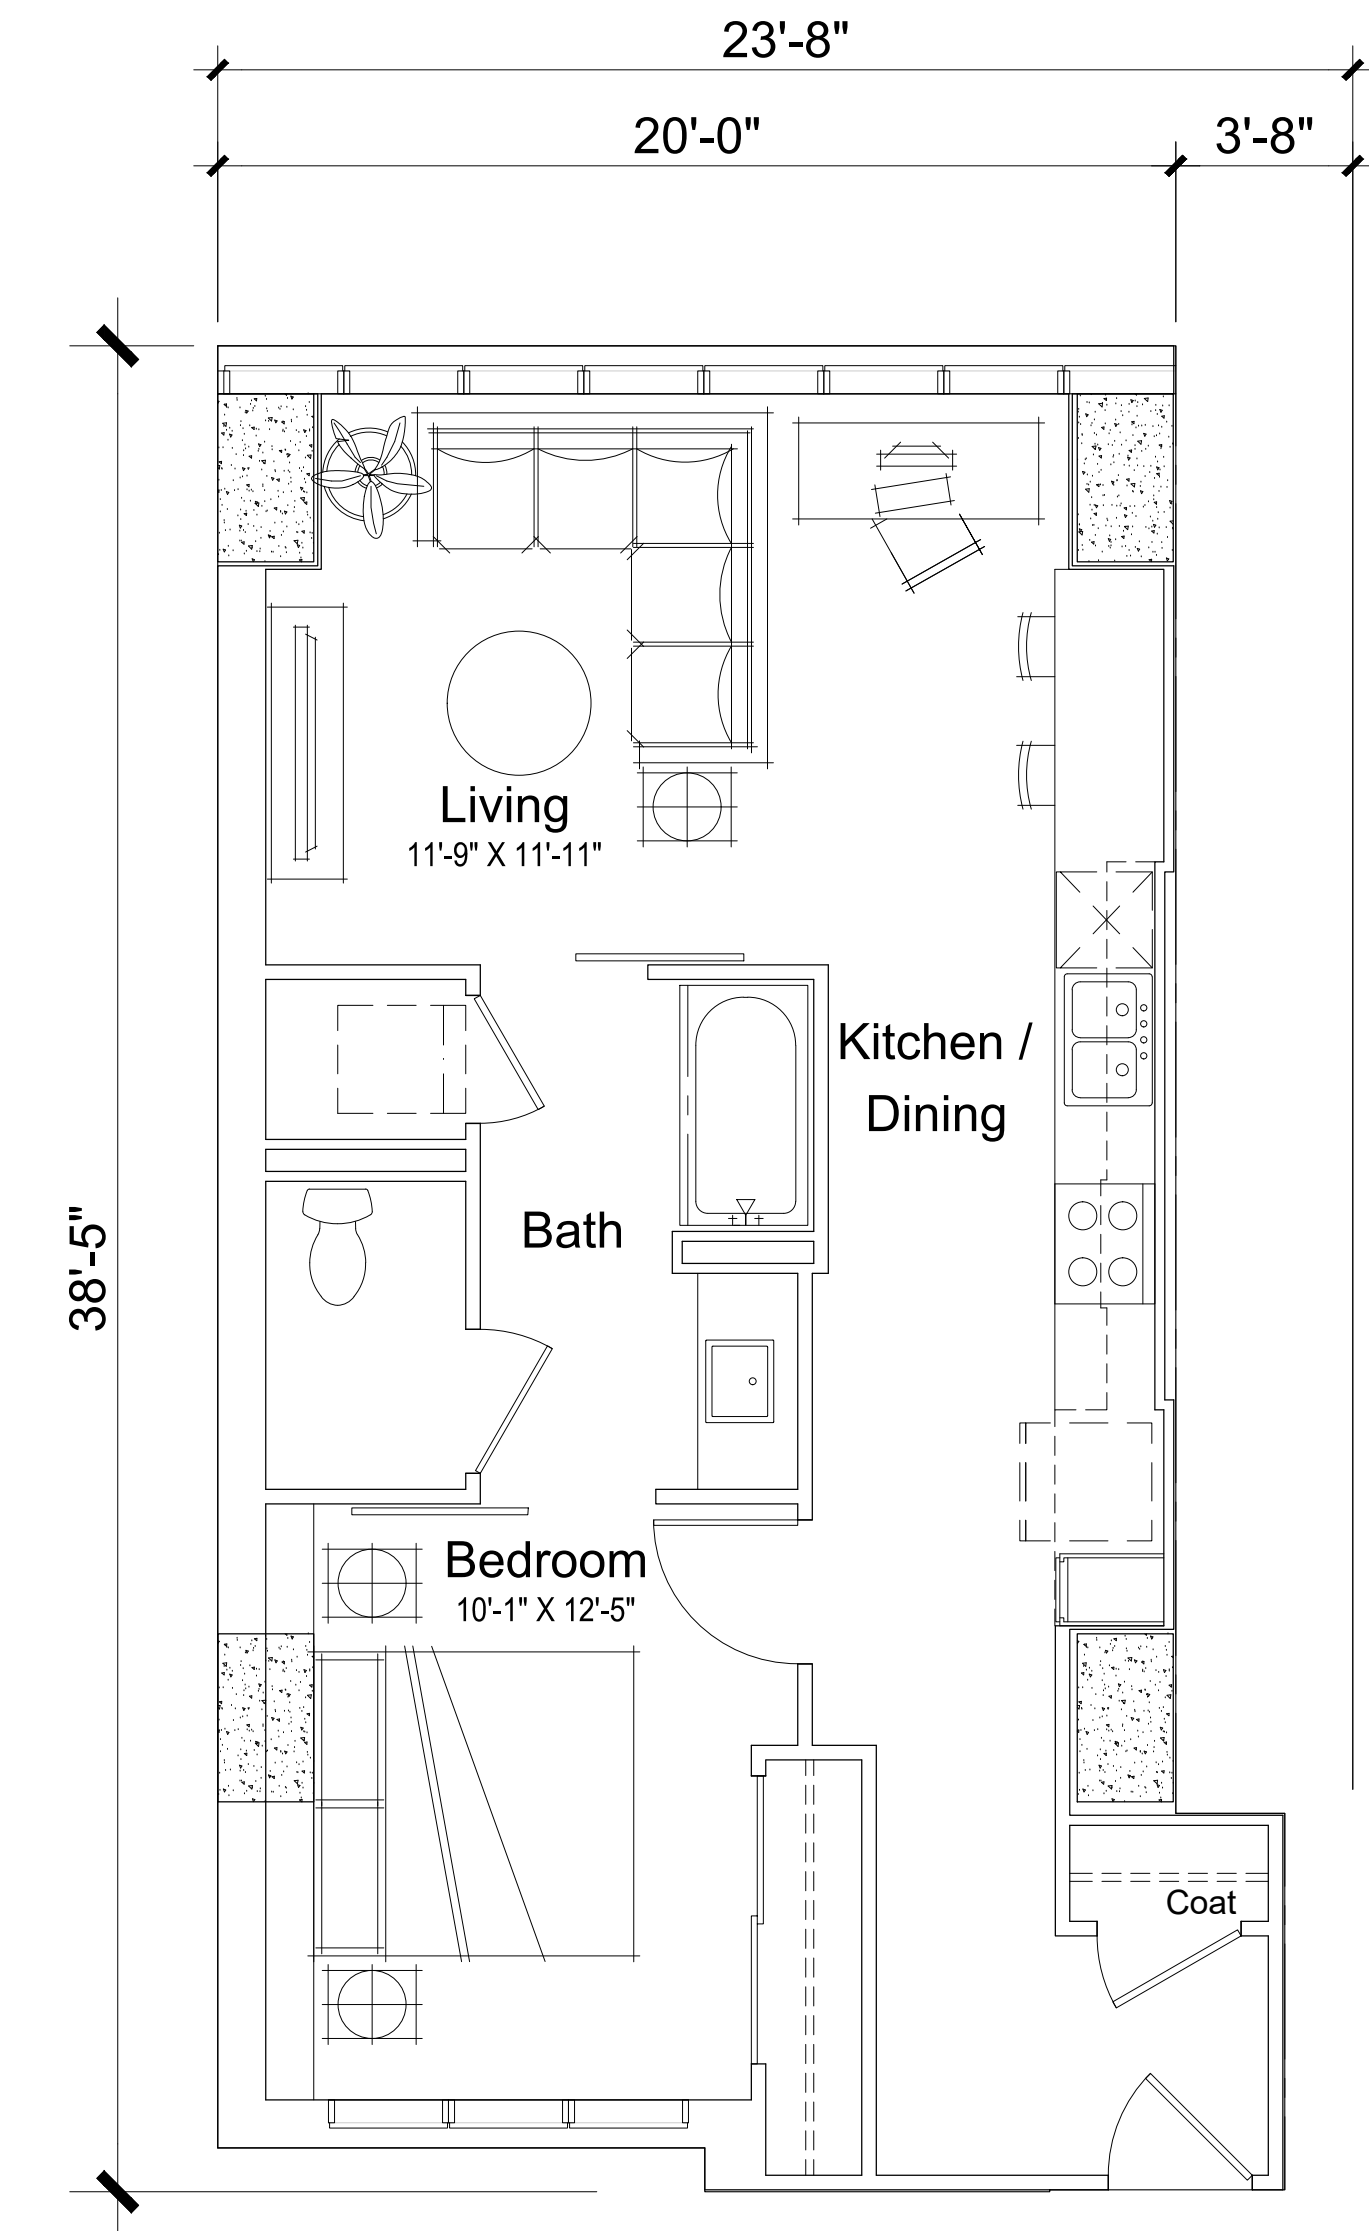 23'-8"
20'-0"
3'-8"
Living
11'-9" X 11'-11"
Kitchen /
Dining
Bath
38'-5"
Bedroom
10'-1" X 12'-5"
Coat